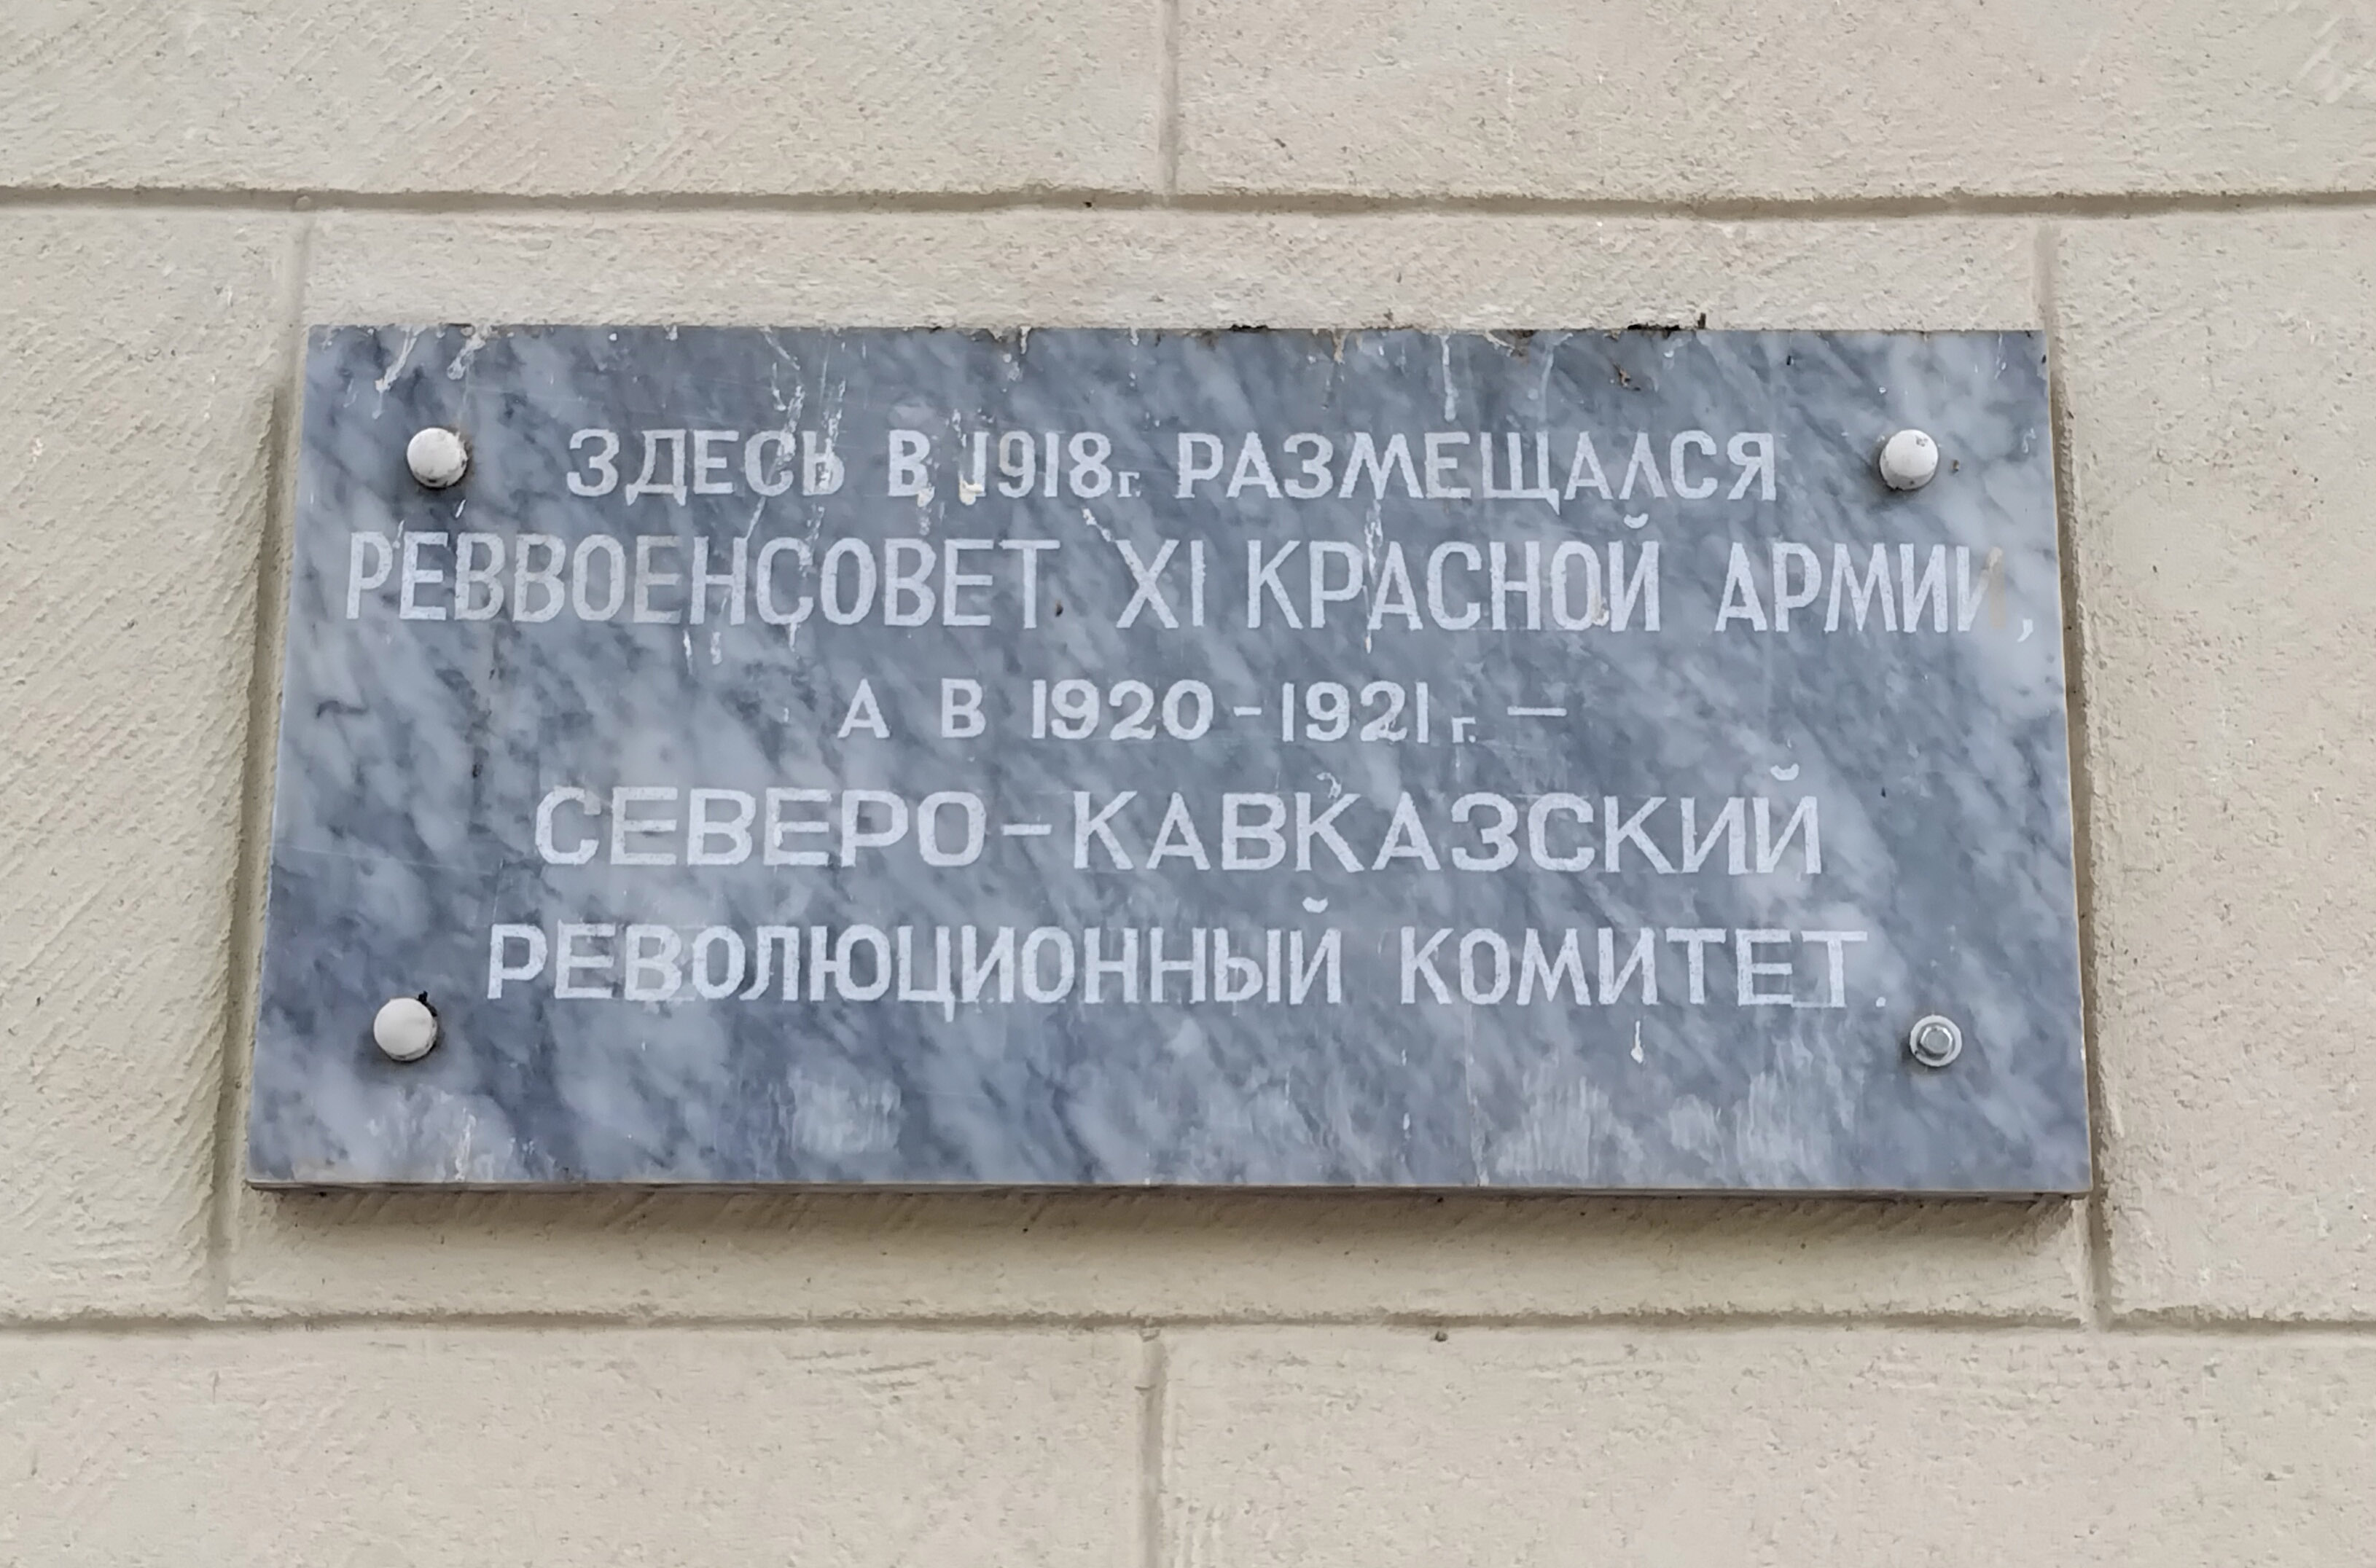 ЗДЕСЬ В 1918г. РАЗМЕЩАЛСЯ
РЕВВОЕНСОВЕТ XI КРАСНОЙ АРМИИ,
А В 1920-1921г. —
СЕВЕРО-КАВКАЗСКИЙ
РЕВОЛЮЦИОННЫЙ КОМИТЕТ.